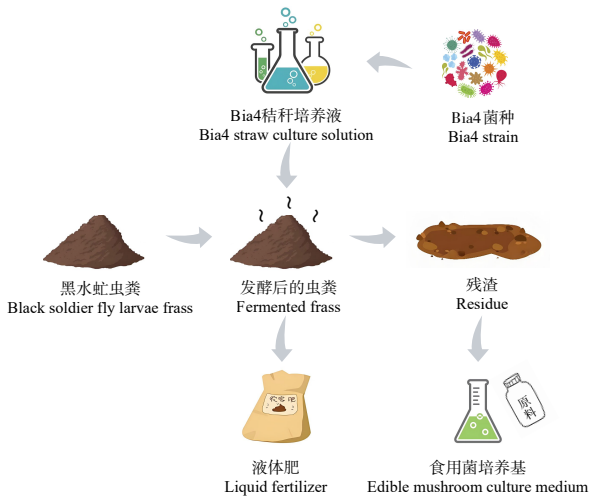 Bia4秸秆培养液
Bia4 straw culture solution
Bia4菌种
Bia4 strain
黑水虻虫粪
Black soldier fly larvae frass
发酵后的虫粪
Fermented frass
残渣
Residue
原料
液体肥
Liquid fertilizer
食用菌培养基
Edible mushroom culture medium